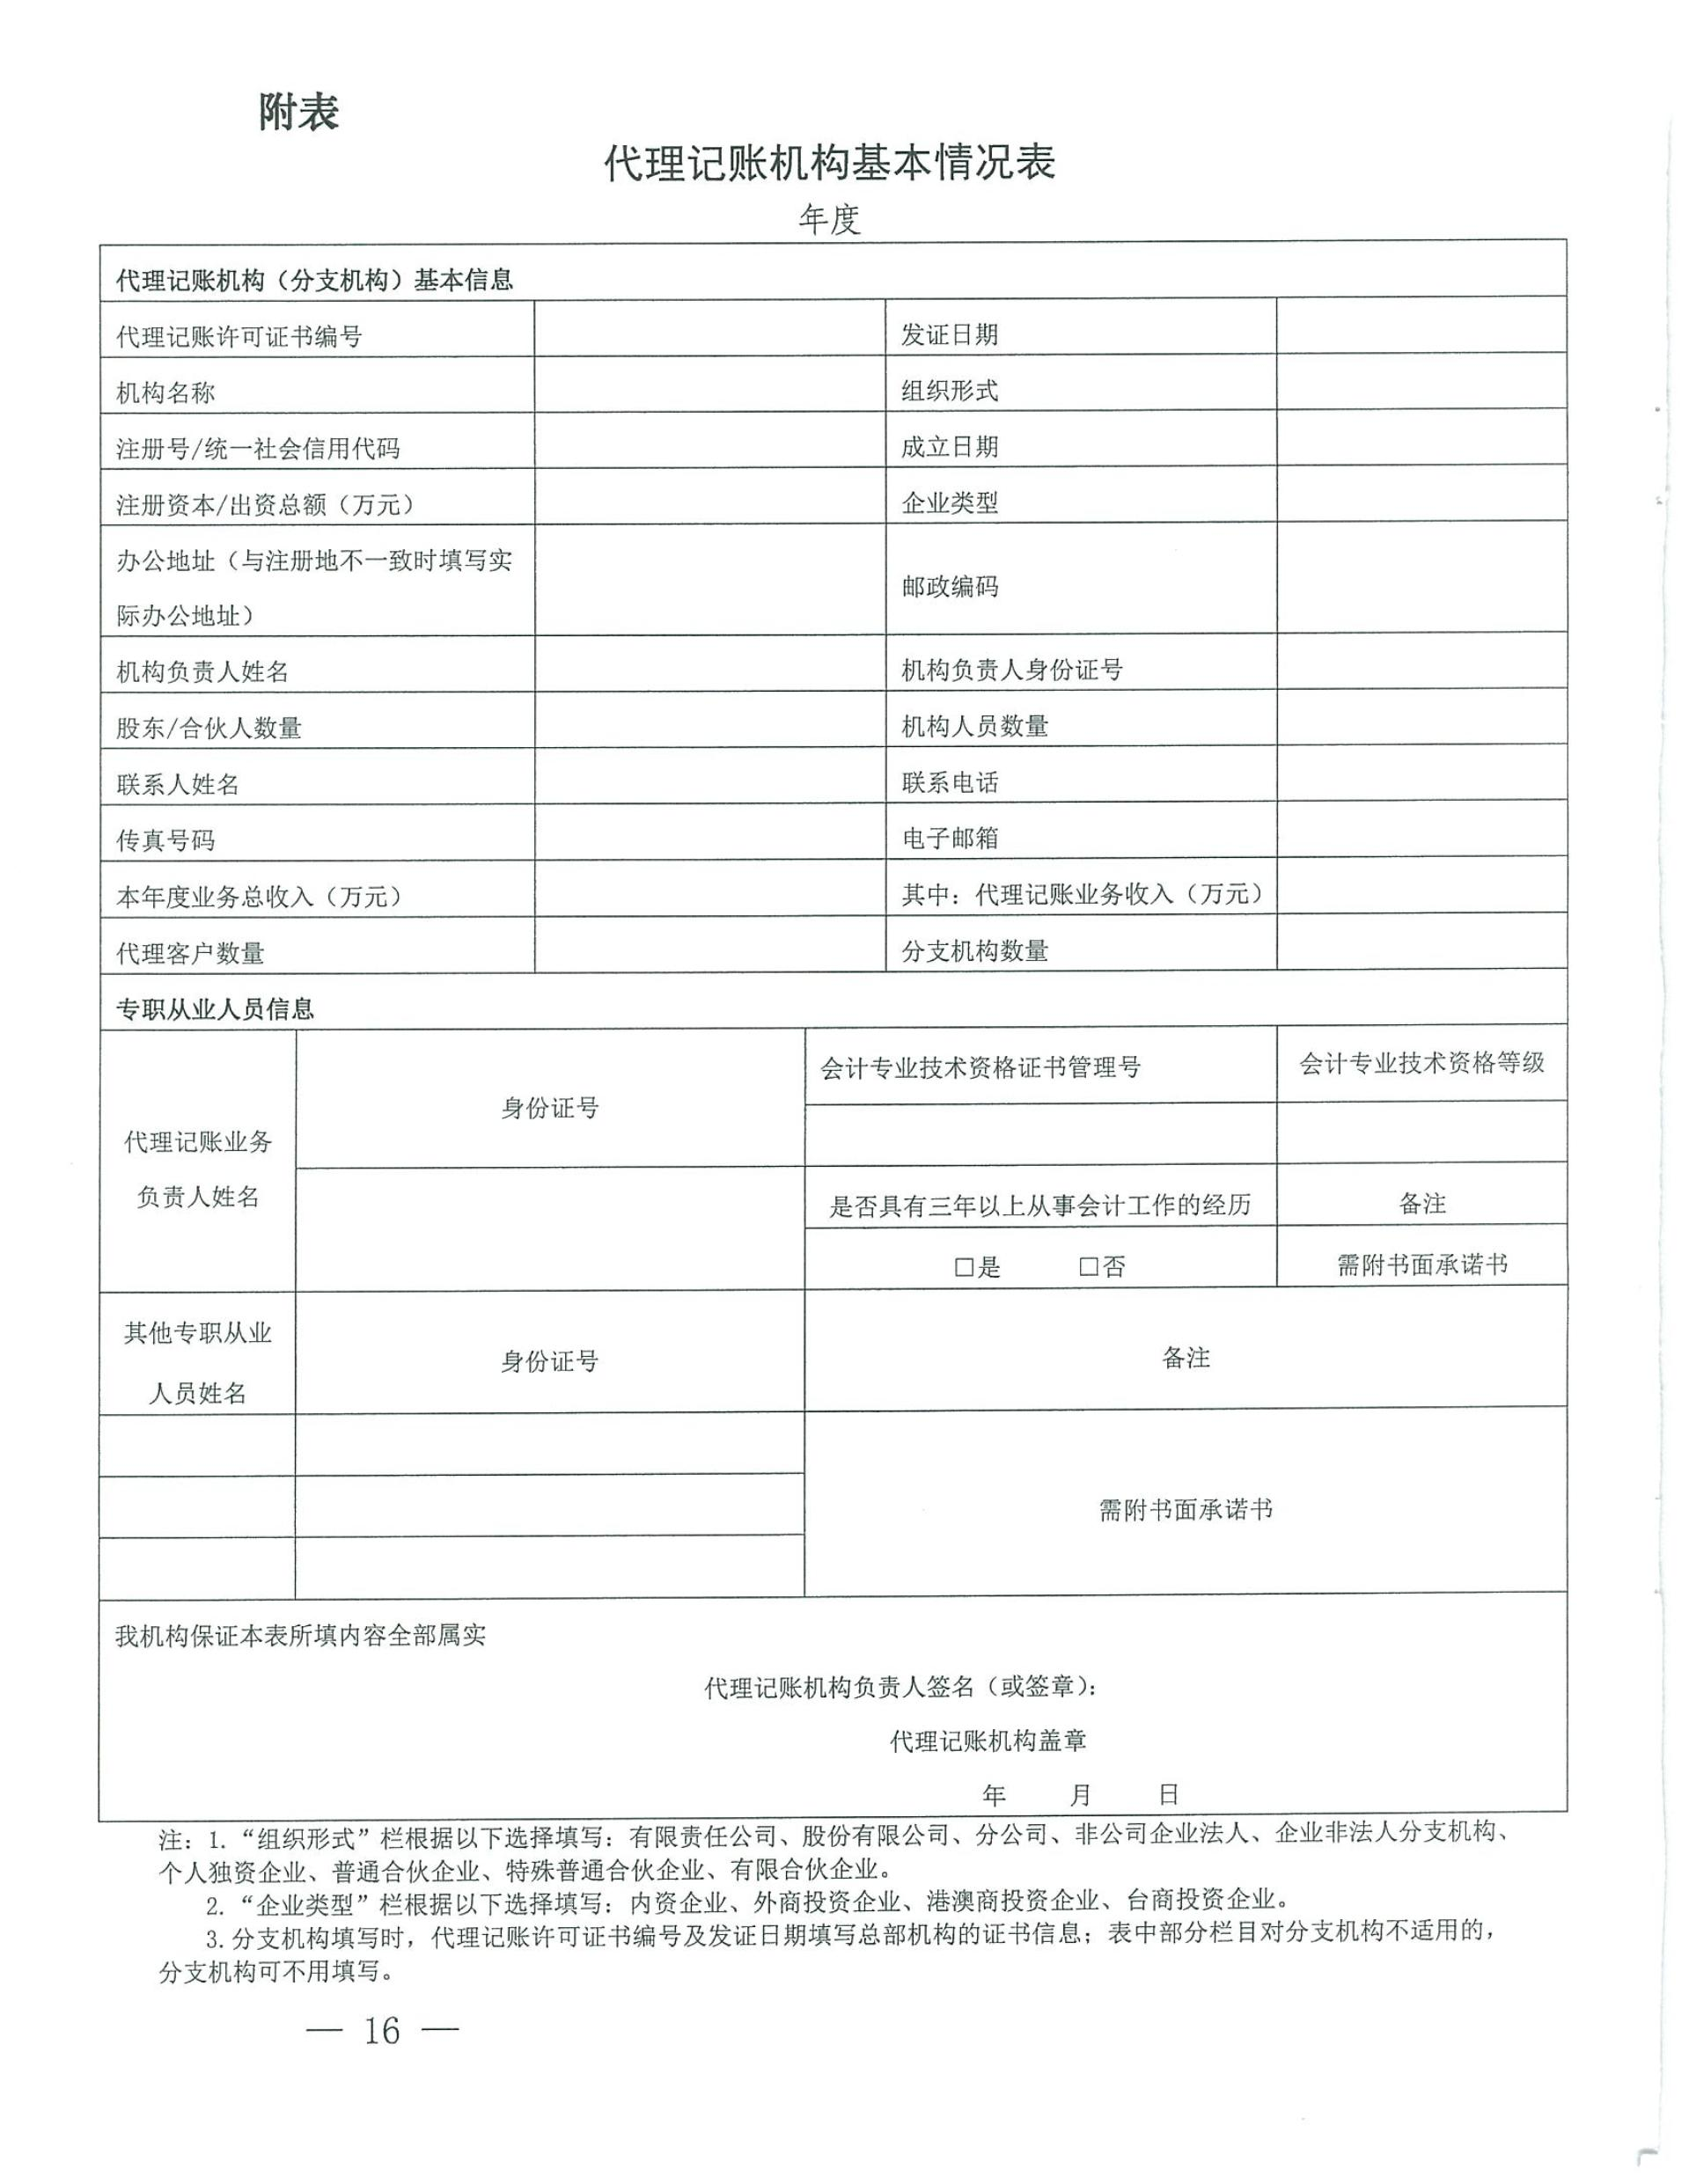 附表
代理记账机构基本情况表
年度
代理记账机构（分支机构）基本信息
代理记账许可证书编号
发证日期
机构名称
组织形式
注册号/统一社会信用代码
成立日期
注册资本/出资总额（万元）
企业类型
办公地址（与注册地不一致时填写实
际办公地址）
邮政编码
机构负责人姓名
机构负责人身份证号
股东/合伙人数量
机构人员数量
联系人姓名
联系电话
传真号码
电子邮箱
本年度业务总收入（万元）
其中：代理记账业务收入（万元）
代理客户数量
分支机构数量
专职从业人员信息
代理记账业务
负责人姓名
身份证号
会计专业技术资格证书管理号
会计专业技术资格等级
是否具有三年以上从事会计工作的经历
备注
□是 □否
需附书面承诺书
其他专职从业
人员姓名
身份证号
备注
需附书面承诺书
我机构保证本表所填内容全部属实
代理记账机构负责人签名（或签章）：
代理记账机构盖章
年 月 日
注：1.“组织形式”栏根据以下选择填写：有限责任公司、股份有限公司、分公司、非公司企业法人、企业非法人分支机构、
个人独资企业、普通合伙企业、特殊普通合伙企业、有限合伙企业。
2.“企业类型”栏根据以下选择填写：内资企业、外商投资企业、港澳商投资企业、台商投资企业。
3.分支机构填写时，代理记账许可证书编号及发证日期填写总部机构的证书信息；表中部分栏目对分支机构不适用的，
分支机构可不用填写。
— 16 —